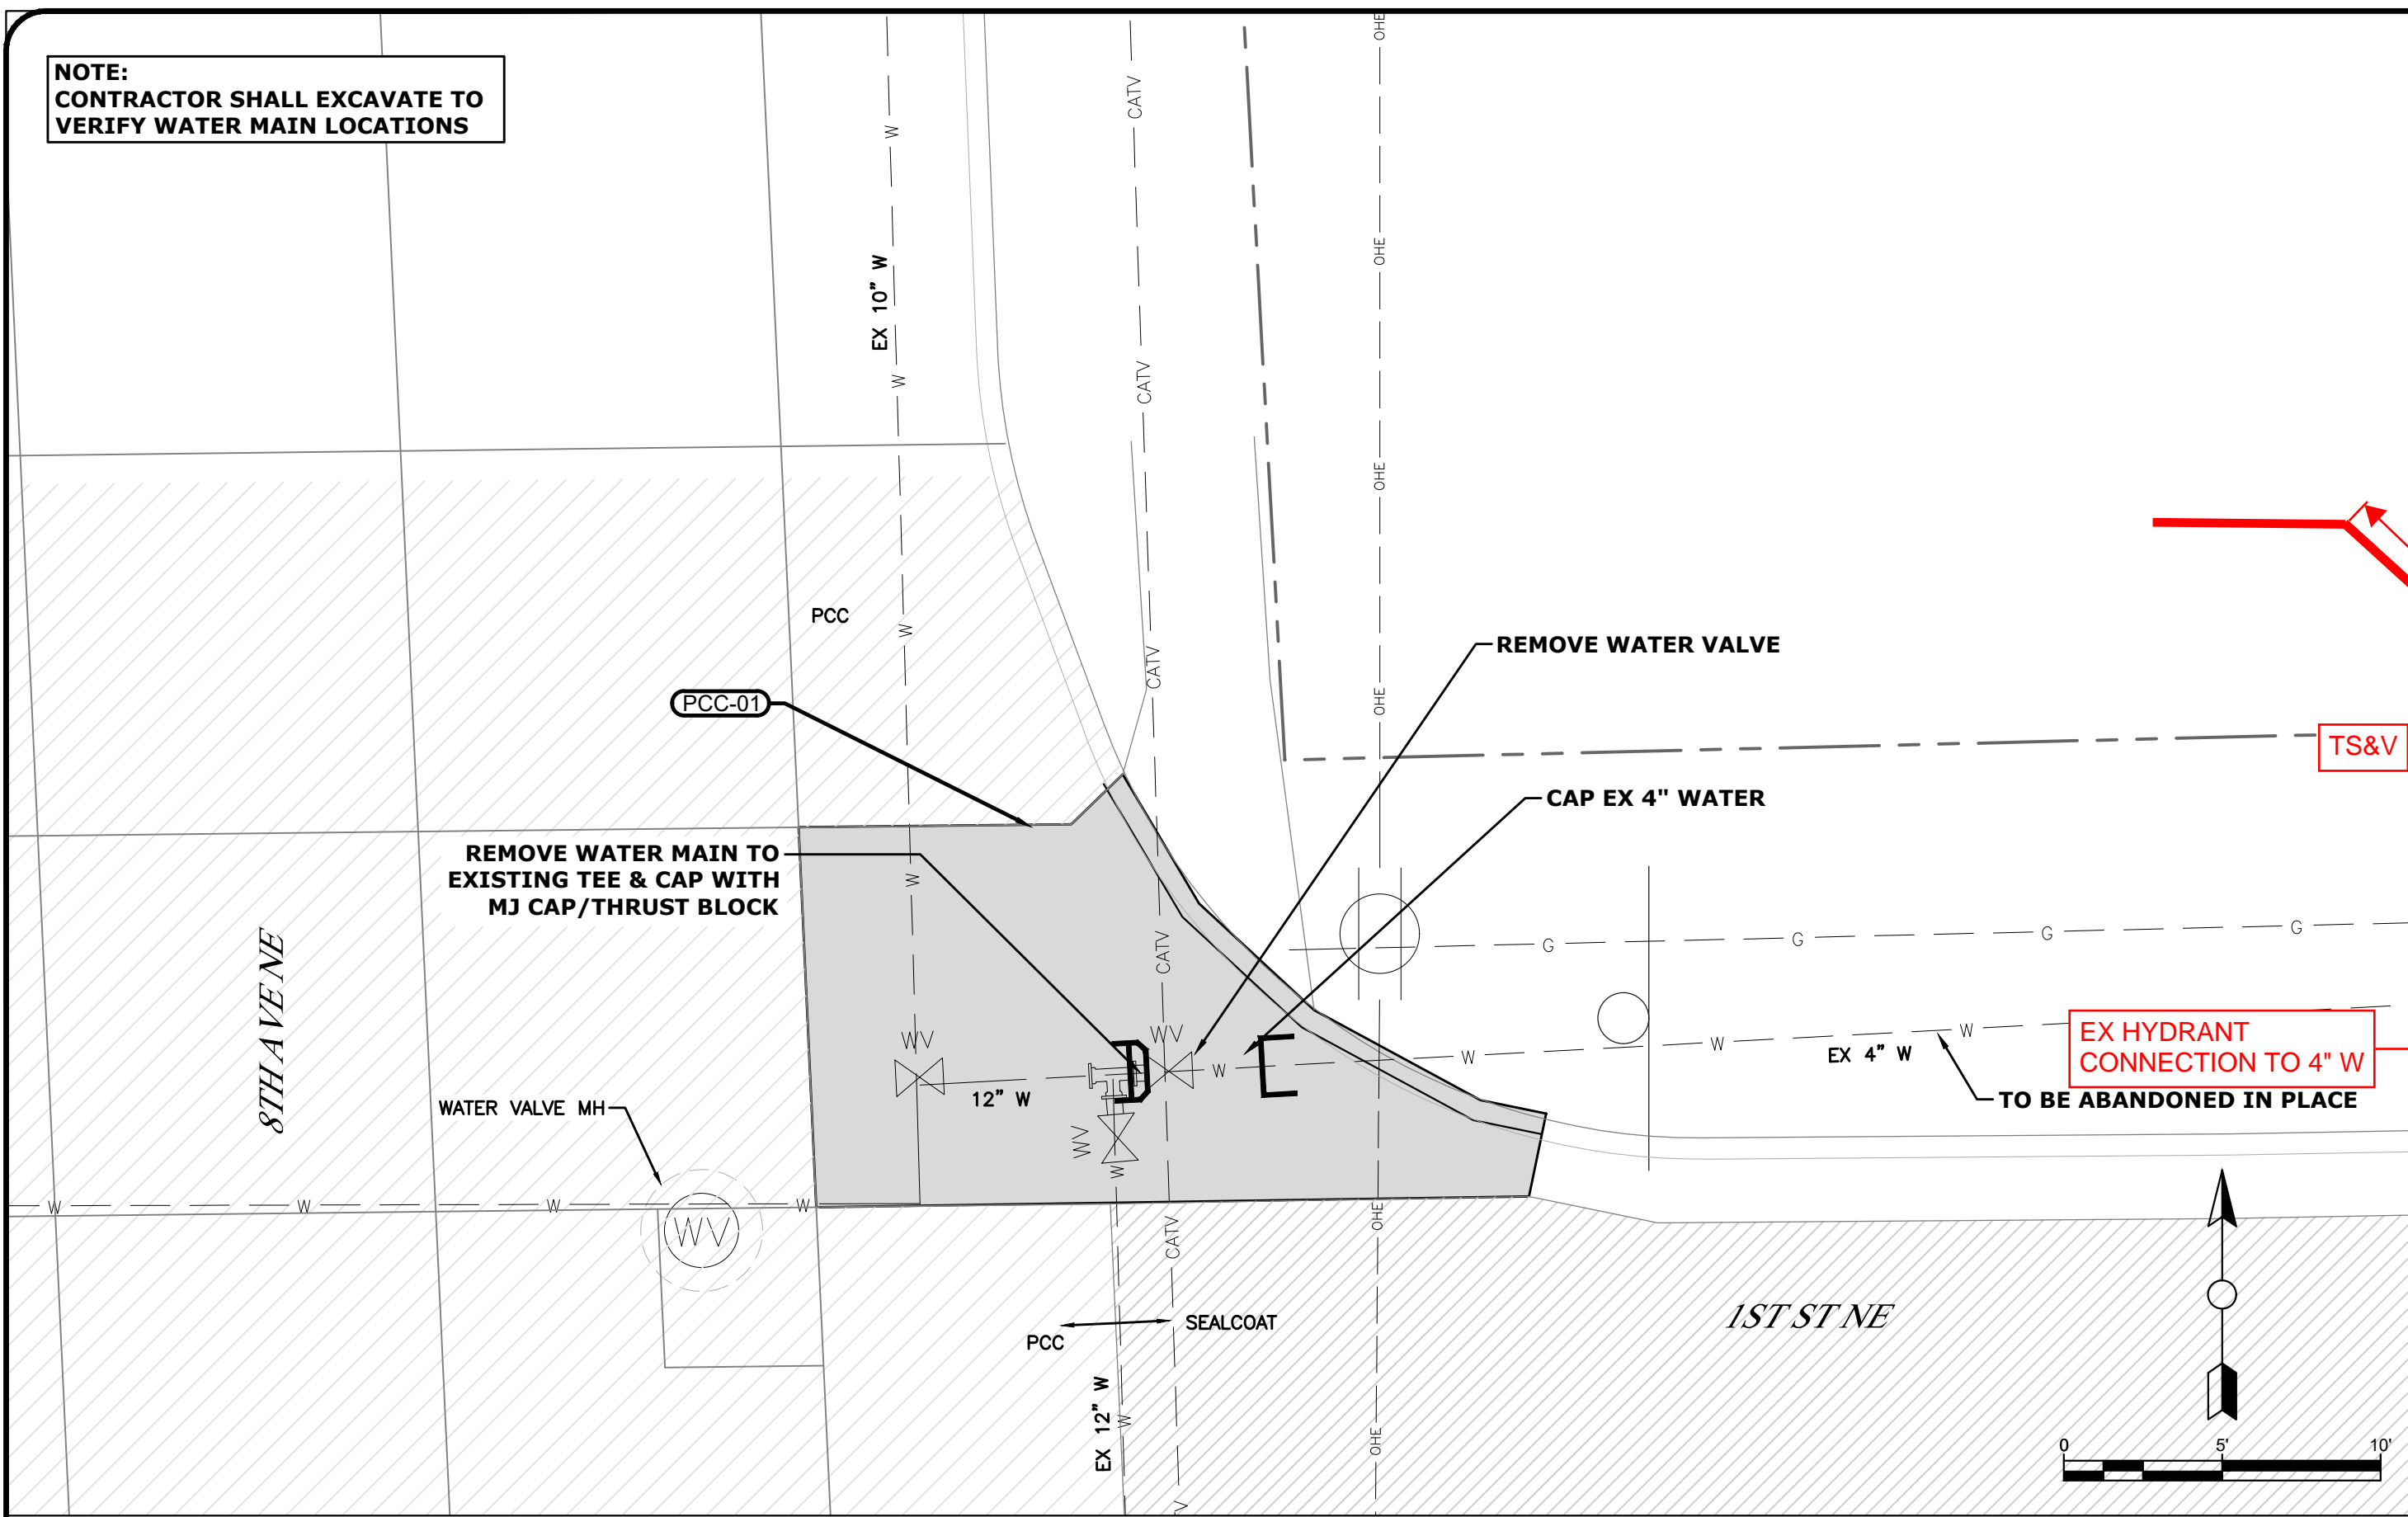 NOTE:
CONTRACTOR SHALL EXCAVATE TO
VERIFY WATER MAIN LOCATIONS
OHE
CATV
W
EX 10" W
OHE
W
CATV
OHE
PCC
W
REMOVE WATER VALVE
CATV
PCC-01
OHE
TS&V
CAP EX 4" WATER
REMOVE WATER MAIN TO
EXISTING TEE & CAP WITH
MJ CAP/THRUST BLOCK
W
8TH AVE NE
CATV
G
G
G
G
WV
WV
W
W
W
W
EX 4" W
EX HYDRANT
CONNECTION TO 4" W
12" W
TO BE ABANDONED IN PLACE
WATER VALVE MH
WV
W
W
W
W
W
WV
OHE
CATV
PCC
SEALCOAT
1ST ST NE
EX 12" W
W
OHE
V
0 5' 10'